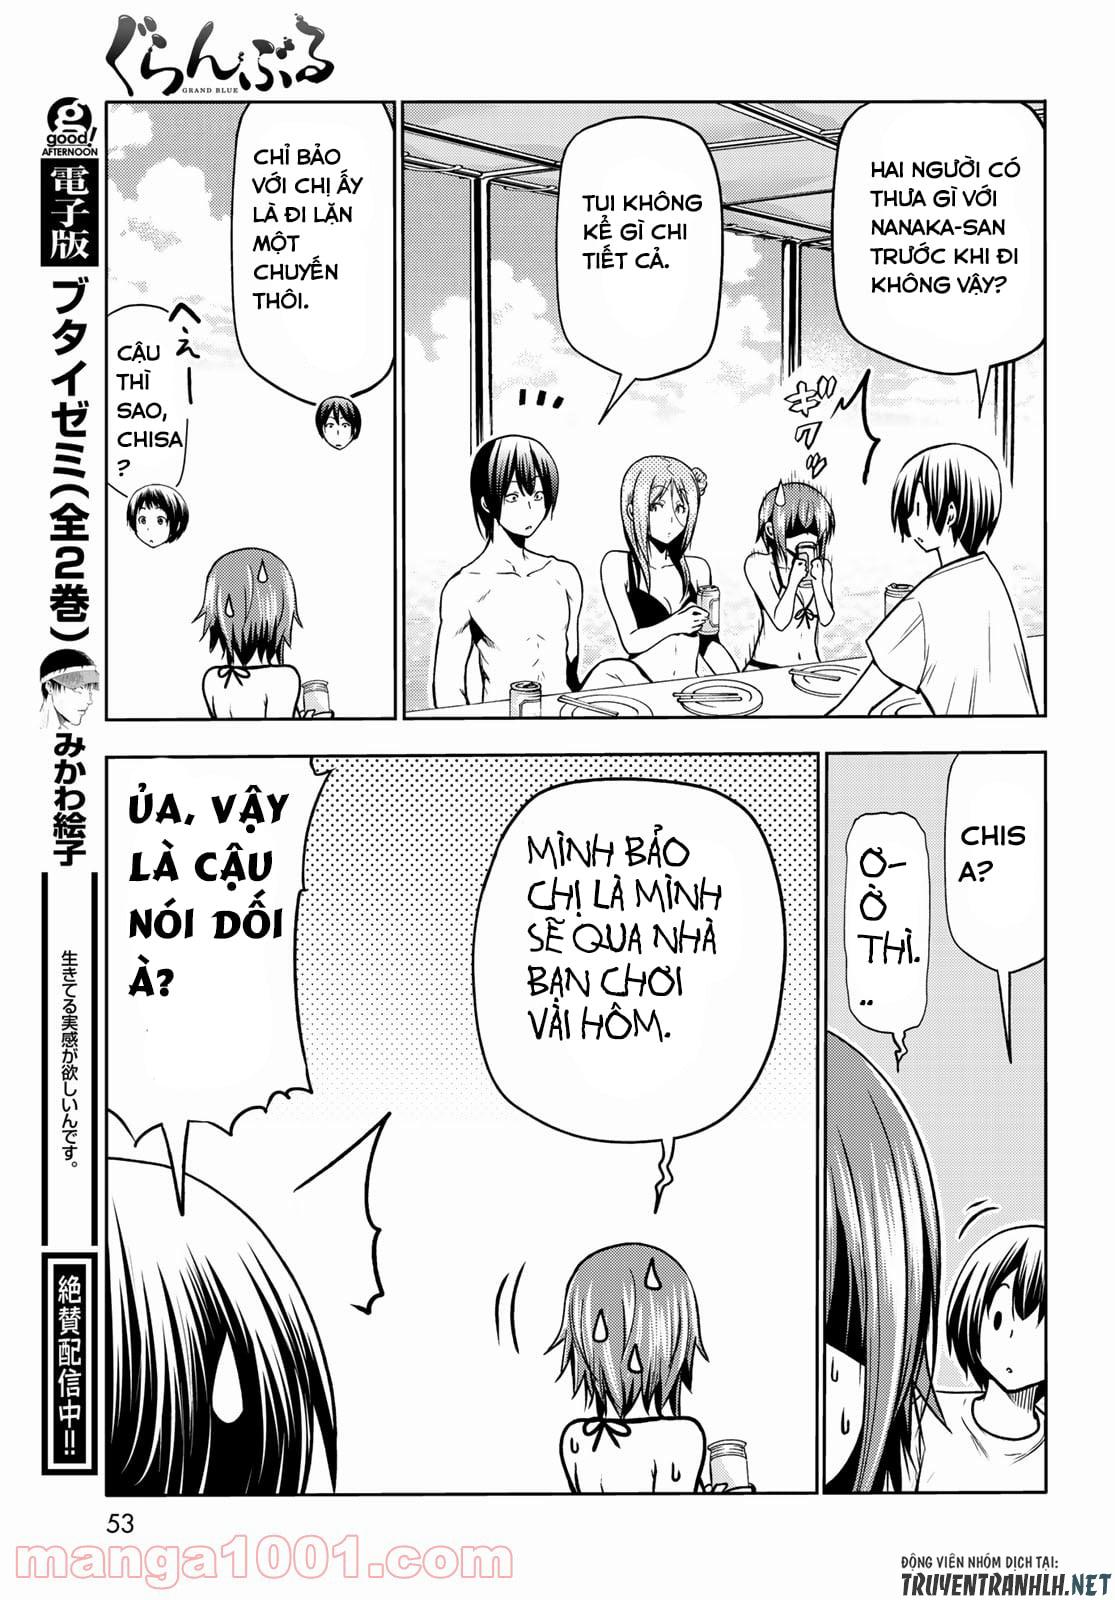 ぐらんぶる
GRAND BLUE
good!
AFTERNOON
電子版
ブタイゼミ(全2巻)
みかわ絵子
生きてる実感が欲しいんです。
絶賛配信中!!
HAI NGƯỜI CÓ
THƯA GÌ VỚI
NANAKA-SAN
TRƯỚC KHI ĐI
KHÔNG VẬY?
TUI KHÔNG
KỂ GÌ CHI
TIẾT CẢ.
ギクッ
CHỈ BẢO
VỚI CHỊ ẤY
LÀ ĐI LẶN
MỘT
CHUYẾN
THÔI.
へぇー
CẬU
THÌ
SAO,
CHISA
?
CHIS
A?
Ơ-
Ờ
THÌ.
..
MÌNH BẢO
CHỊ LÀ MÌNH
SẼ QUA NHÀ
BẠN CHƠI
VÀI HÔM.
ỦA, VẬY
LÀ CẬU
NÓI DỐI
À?
53
manga1001.com
ĐỘNG VIÊN NHÓM DỊCH TẠI:
TRUYENTRANHLH.NET